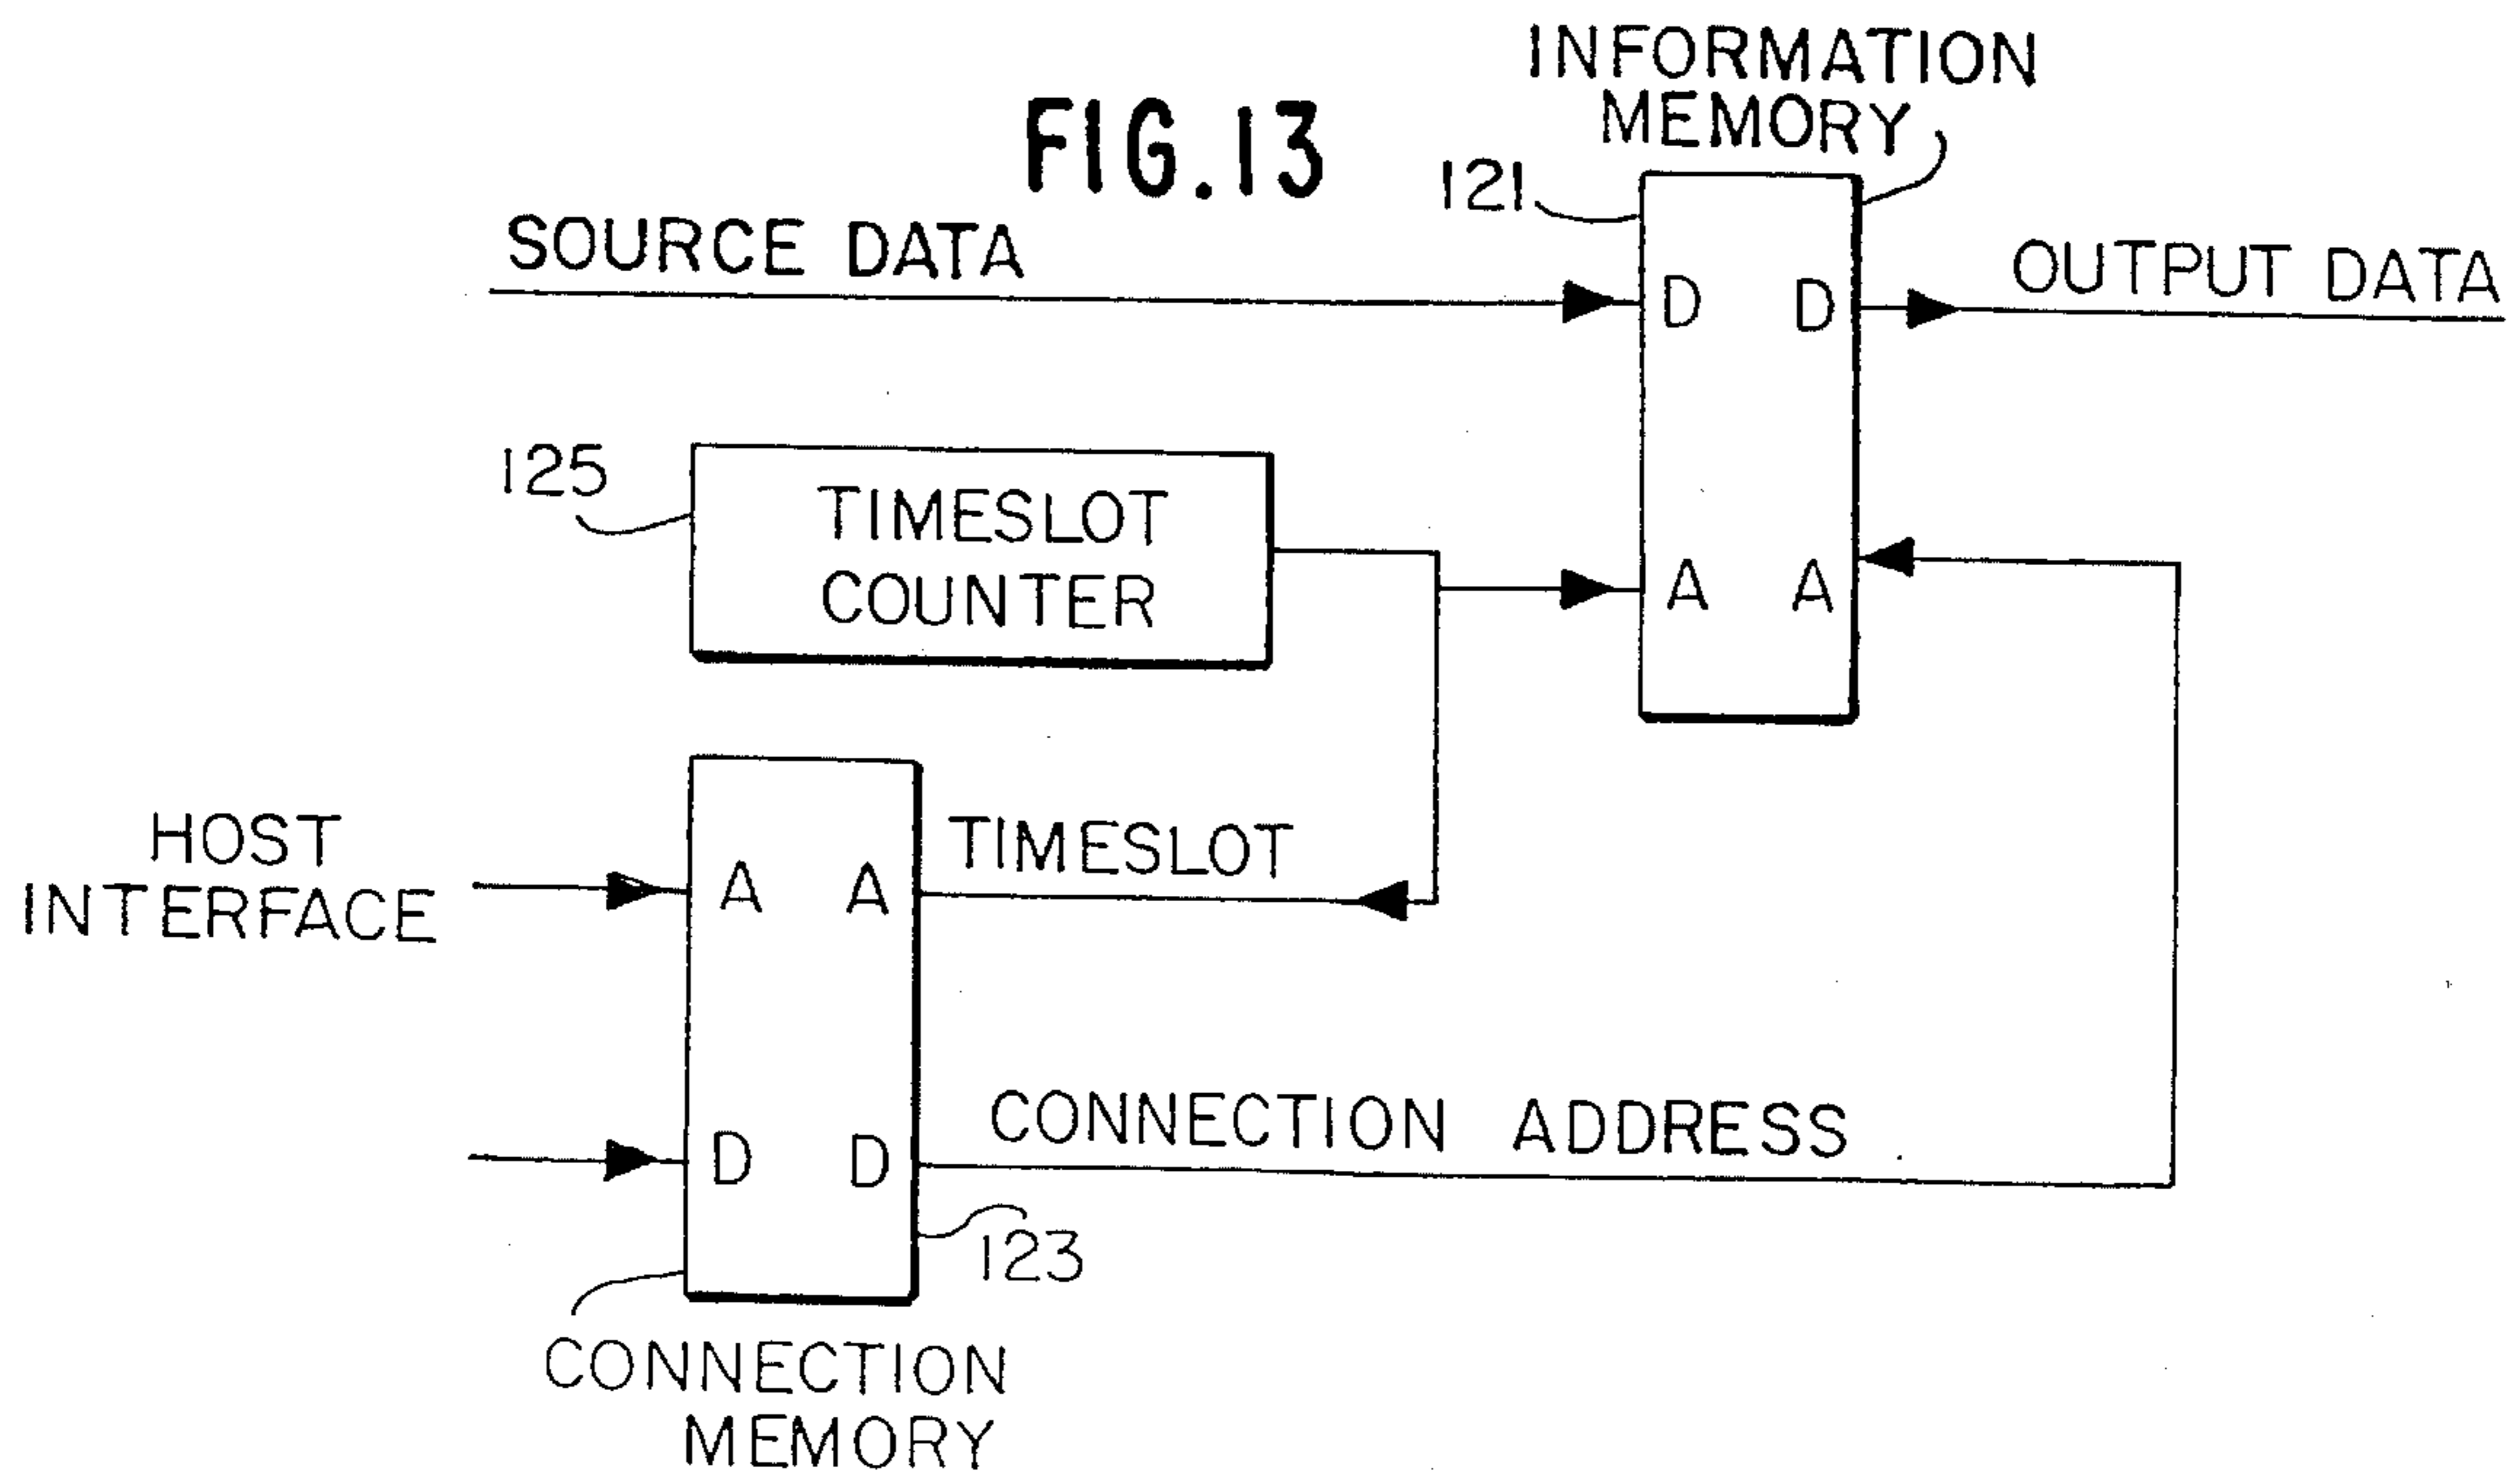 INFORMATION
MEMORY
FIG.13
121
SOURCE DATA
OUTPUT DATA
D D
125
TIMESLOT
COUNTER
A A
HOST
INTERFACE
TIMESLOT
A A
CONNECTION ADDRESS
D D
123
CONNECTION
MEMORY